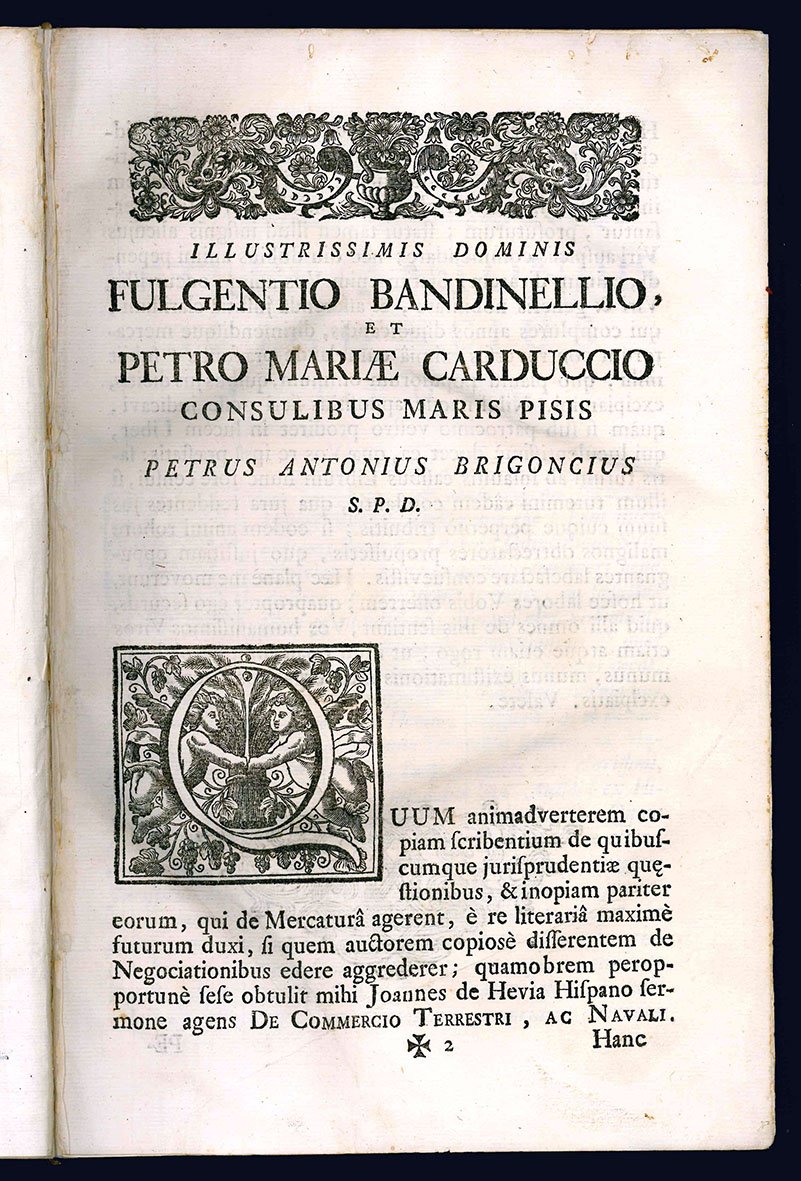 ILLUSTRISSIMIS DOMINIS
FULGENTIO BANDINELLIO,
ET
PETRO MARIÆ CARDUCCIO
CONSULIBUS MARIS PISIS
PETRUS ANTONIUS BRIGONCIUS
S. P. D.
QUUM animadverterem co-
piam ſcribentium de quibuſ-
cumque juriſprudentiæ quę-
ſtionibus, & inopiam pariter
eorum, qui de Mercaturâ agerent, è re literariâ maximè
futurum duxi, ſi quem auctorem copiosè diſſerentem de
Negociationibus edere aggrederer; quamobrem perop-
portunè ſeſe obtulit mihi Joannes de Hevia Hiſpano ſer-
mone agens DE COMMERCIO TERRESTRI, AC NAVALI.
✠ 2 Hanc